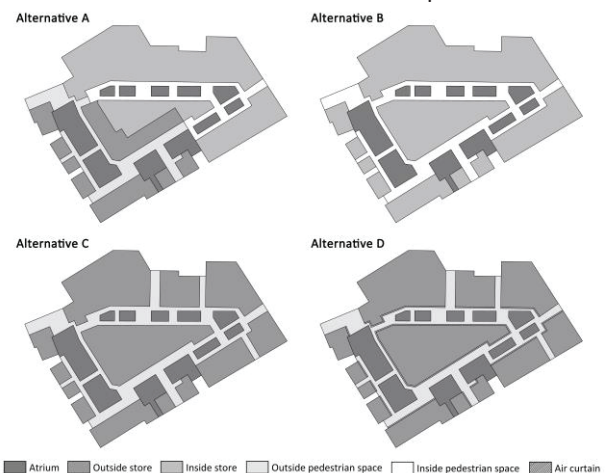 Alternative A
Alternative B
Alternative C
Alternative D
Atrium
Outside store
Inside store
Outside pedestrian space
Inside pedestrian space
Air curtain